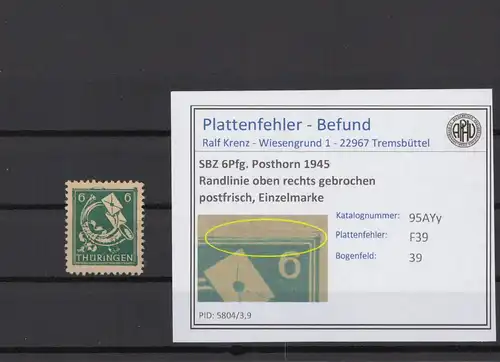 Plattenfehler - Befund
Ralf Krenz - Wiesengrund 1 - 22967 Tremsbüttel
SBZ 6Pfg. Posthorn 1945
Randlinie oben rechts gebrochen
postfrisch, Einzelmarke
Katalognummer: 95AYy
Plattenfehler: F39
Bogenfeld: 39
6
PID: 5804/3,9
6 6
THÜRINGEN